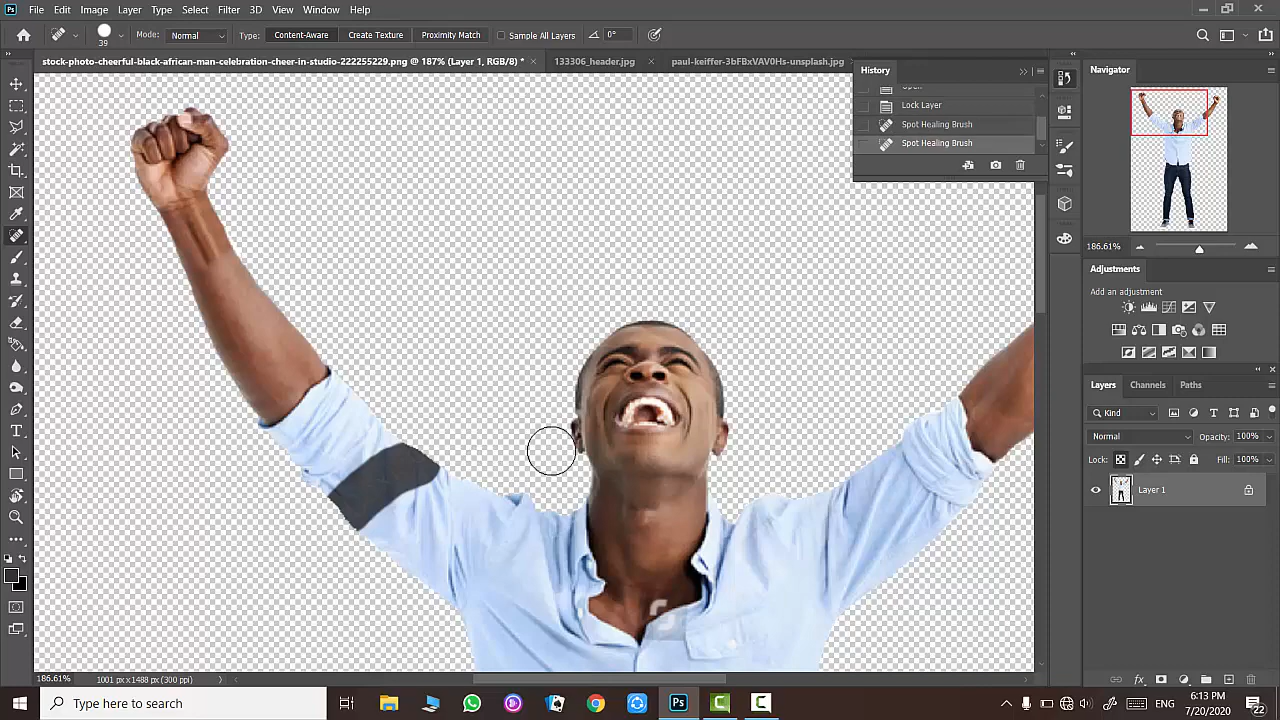 Ps File Edit Image Layer Type Select Filter 3D View Window Help
39 Mode: Normal Type: Content-Aware Create Texture Proximity Match Sample All Layers 0°
stock-photo-cheerful-black-african-man-celebration-cheer-in-studio-222253229.png @ 187% (Layer 1, RGB/8) * 133306_header.jpg paul-keiffer-3bFBxVAV0Hs-unsplash.jpg
History
Lock Layer
Spot Healing Brush
Spot Healing Brush
Navigator
186.61%
Adjustments
Add an adjustment
Layers Channels Paths
Kind
Normal Opacity: 100%
Lock: Fill: 100%
Layer 1
186.61% 1001 px x 1488 px (300 ppi)
Type here to search
Ps
ENG
6:13 PM
7/20/2020
22